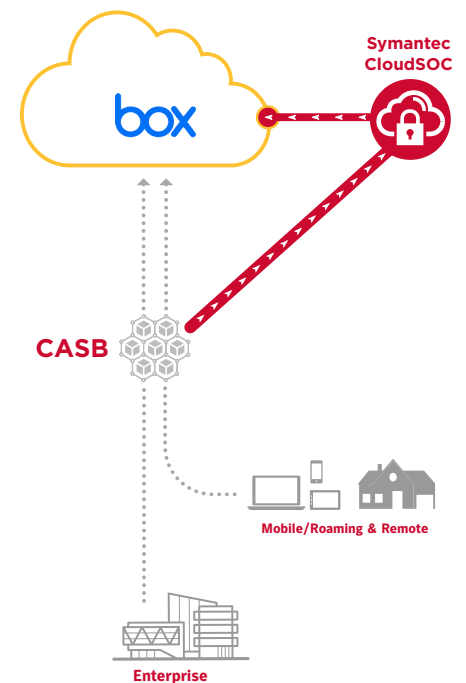 Symantec
CloudSOC
box
CASB
Mobile/Roaming & Remote
Enterprise